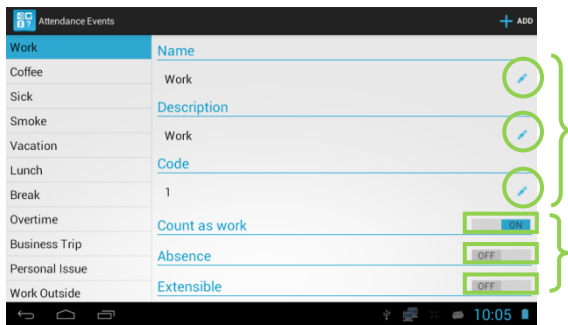 Attendance Events
ADD
Work
Coffee
Sick
Smoke
Vacation
Lunch
Break
Overtime
Business Trip
Personal Issue
Work Outside
Name
Work
Description
Work
Code
1
Count as work ON
Absence OFF
Extensible OFF
10:05